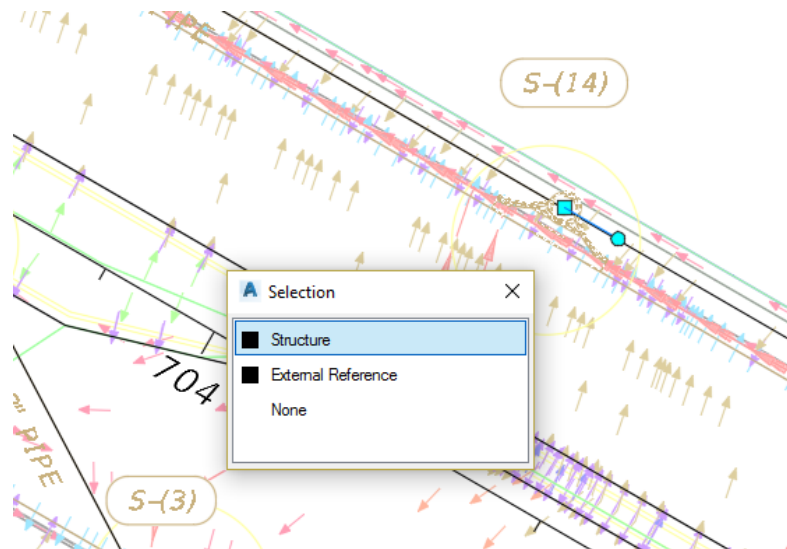 S-(14)
Selection
Structure
External Reference
None
704
PIPE
S-(3)